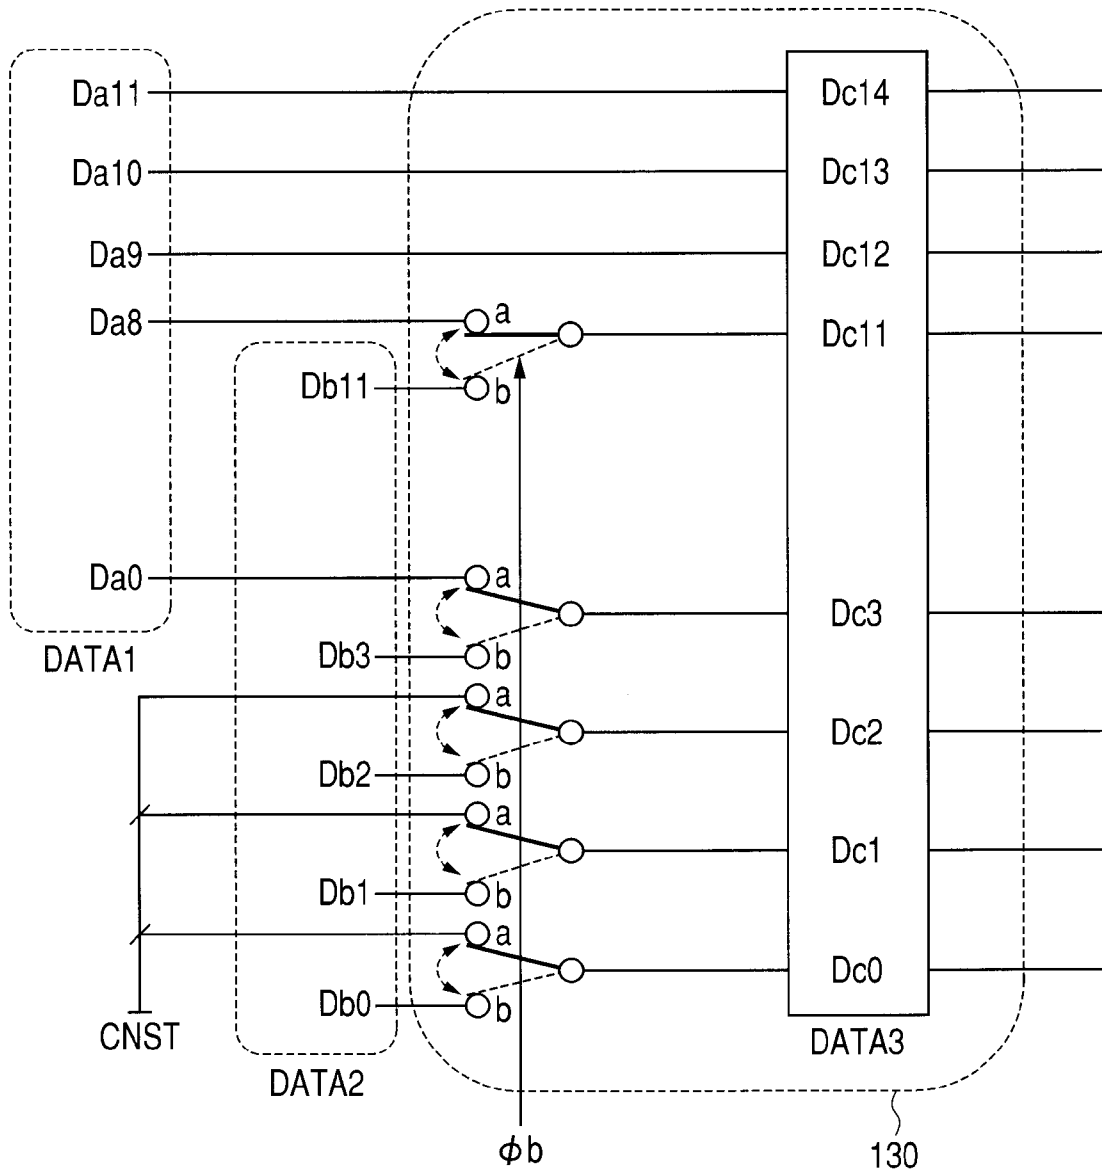 Da11 Dc14
Da10 Dc13
Da9 Dc12
Da8 a Dc11
Db11 b
Da0 a
Dc3
DATA1 Db3 b
a
Dc2
Db2 b
a
Dc1
Db1 b
a
Dc0
Db0 b
CNST DATA3
DATA2
ϕb 130